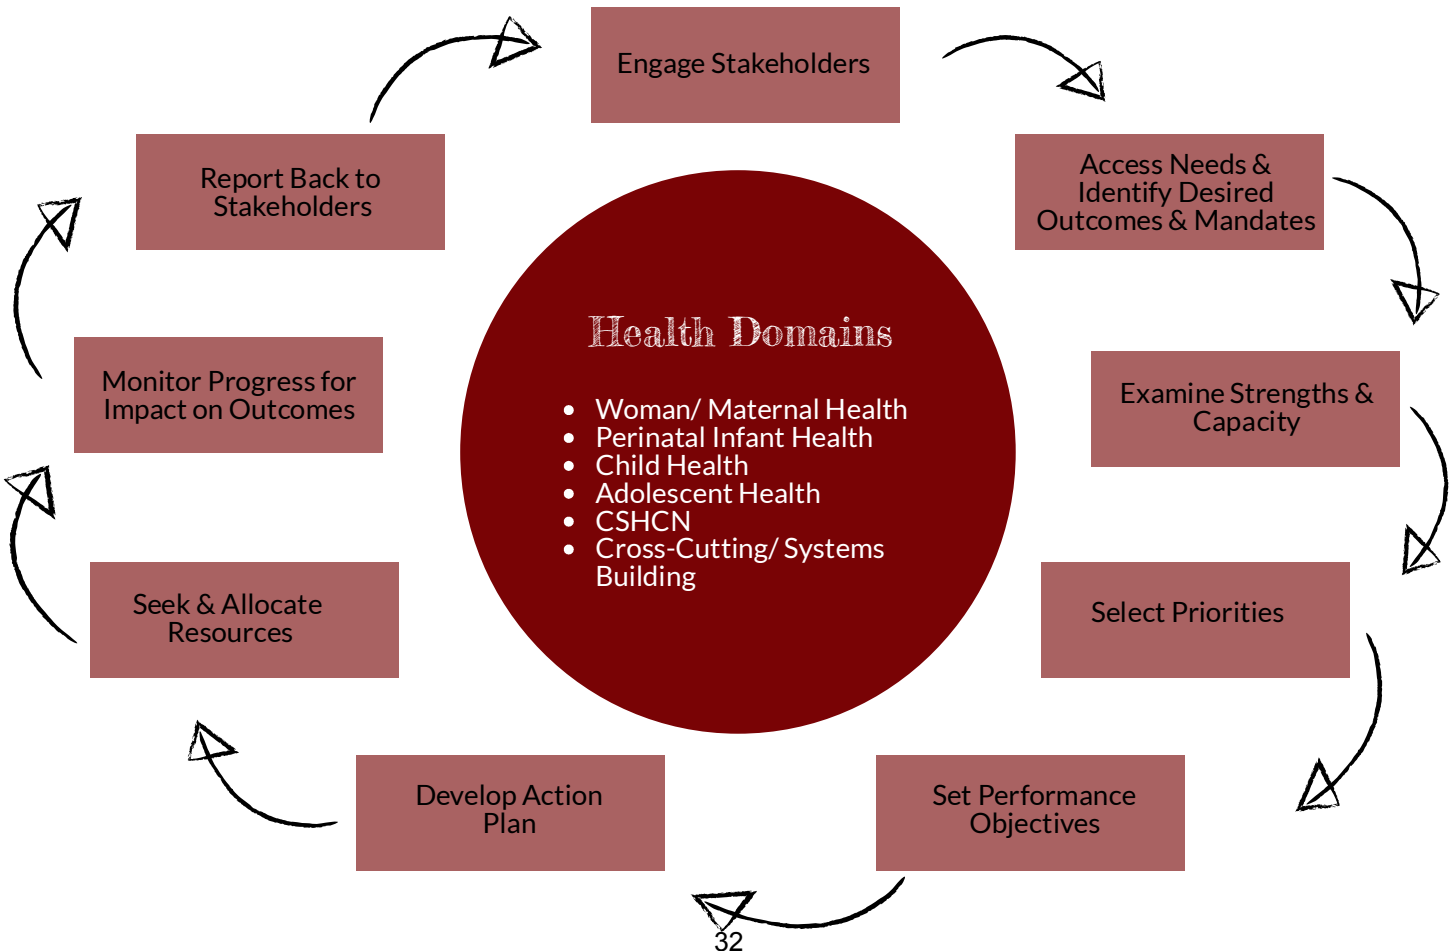 Engage Stakeholders
Access Needs &
Identify Desired
Outcomes & Mandates
Examine Strengths &
Capacity
Select Priorities
Set Performance
Objectives
Develop Action
Plan
Seek & Allocate
Resources
Monitor Progress for
Impact on Outcomes
Report Back to
Stakeholders
Health Domains
• Woman/ Maternal Health
• Perinatal Infant Health
• Child Health
• Adolescent Health
• CSHCN
• Cross-Cutting/ Systems
Building
32